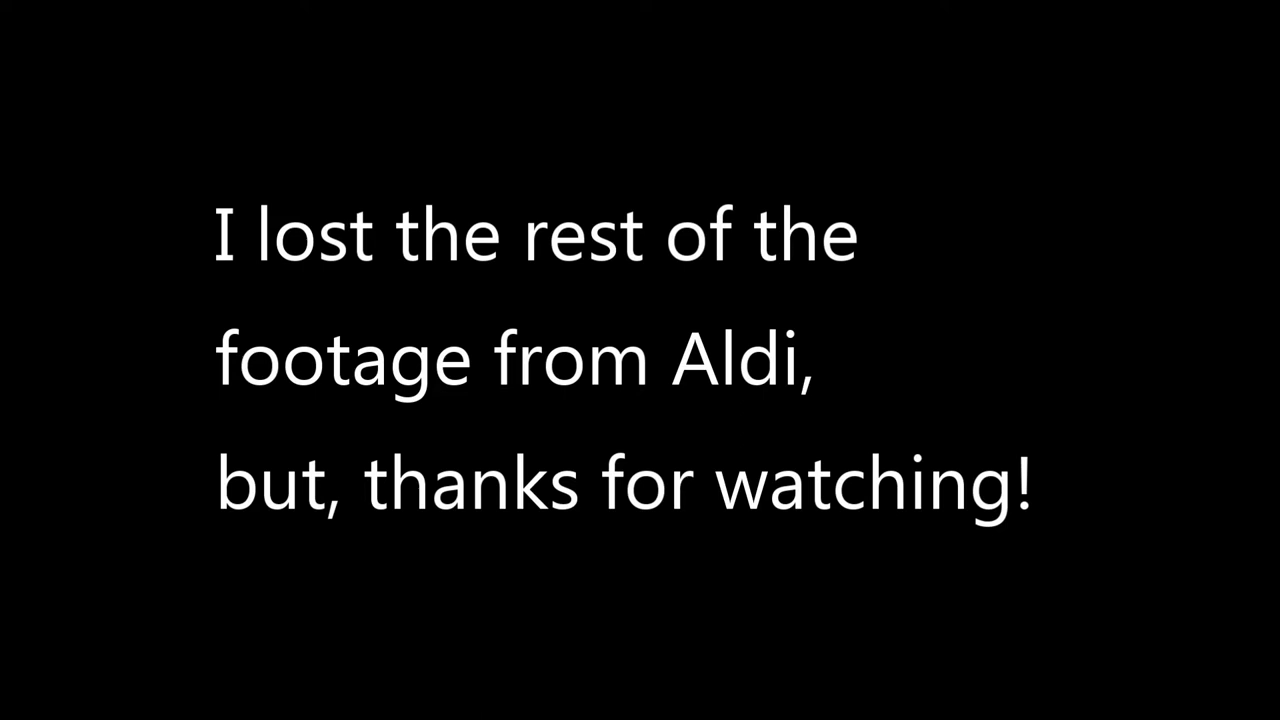 I lost the rest of the
footage from Aldi,
but, thanks for watching!